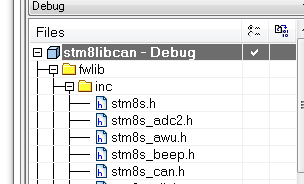 Debug
Files
stm8libcan - Debug
fwlib
inc
stm8s.h
stm8s_adc2.h
stm8s_awu.h
stm8s_beep.h
stm8s_can.h